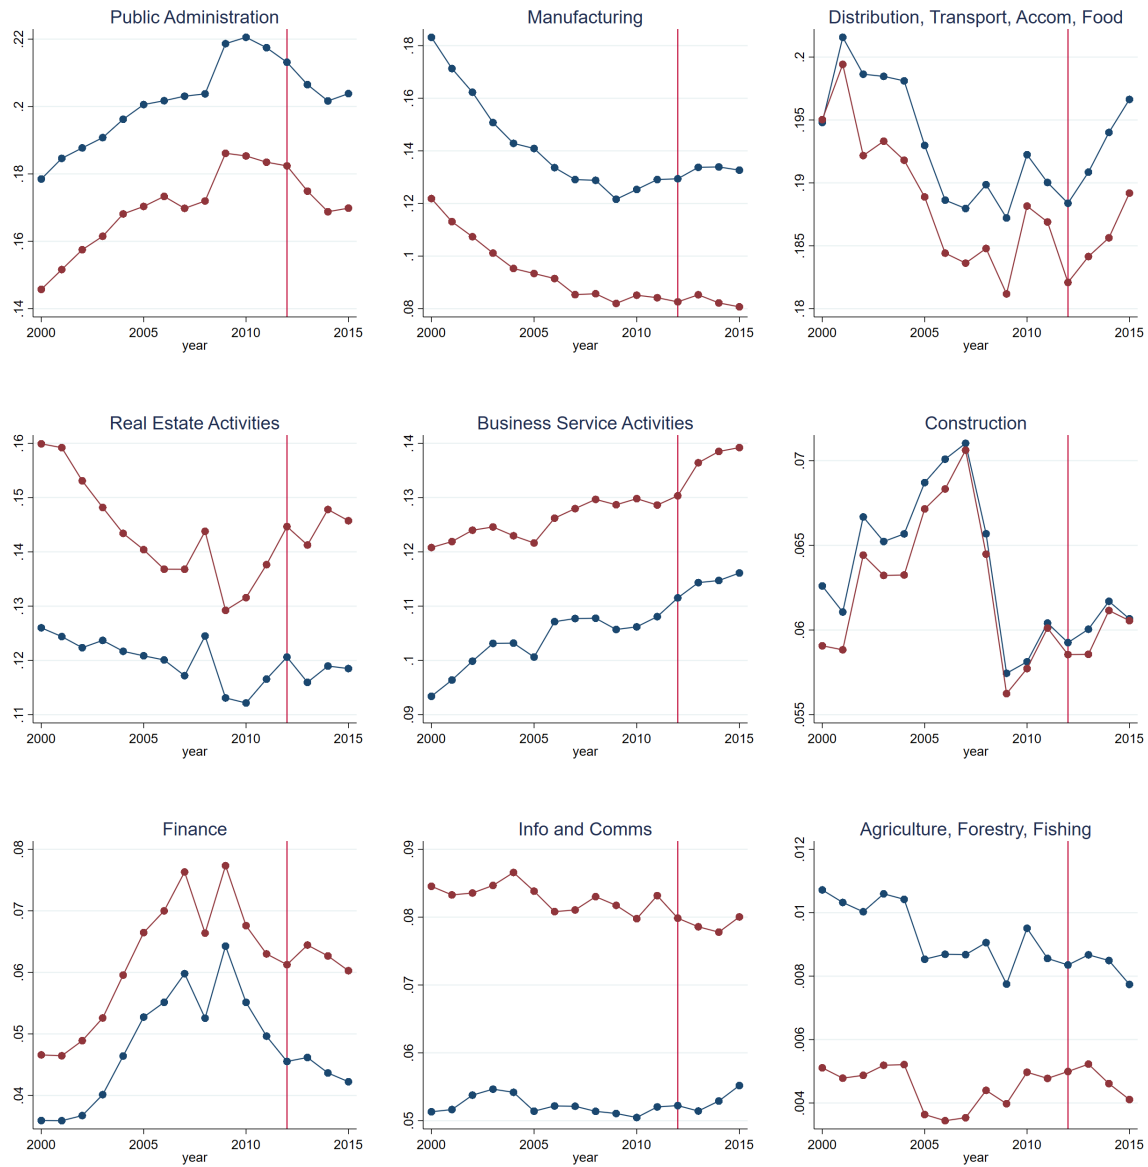 Public Administration
.22
.2
.18
.16
.14
2000 2005 2010 2015
year
Manufacturing
.18
.16
.14
.12
.1
.08
2000 2005 2010 2015
year
Distribution, Transport, Accom, Food
.2
.195
.19
.185
.18
2000 2005 2010 2015
year
Real Estate Activities
.16
.15
.14
.13
.12
.11
2000 2005 2010 2015
year
Business Service Activities
.14
.13
.12
.11
.1
.09
2000 2005 2010 2015
year
Construction
.07
.065
.06
.055
2000 2005 2010 2015
year
Finance
.08
.07
.06
.05
.04
2000 2005 2010 2015
year
Info and Comms
.09
.08
.07
.06
.05
2000 2005 2010 2015
year
Agriculture, Forestry, Fishing
.012
.01
.008
.006
.004
2000 2005 2010 2015
year